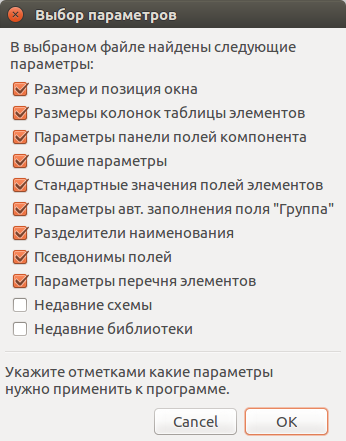 Выбор параметров
В выбраном файле найдены следующие
параметры:
Размер и позиция окна
Размеры колонок таблицы элементов
Параметры панели полей компонента
Обшие параметры
Стандартные значения полей элементов
Параметры авт. заполнения поля "Группа"
Разделители наименования
Псевдонимы полей
Параметры перечня элементов
Недавние схемы
Недавние библиотеки
Укажите отметками какие параметры
нужно применить к программе.
Cancel
OK